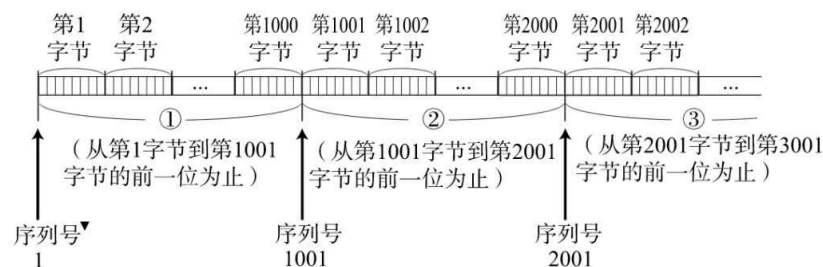 第1 第2 第1000 第1001 第1002 第2000 第2001 第2002
字节 字节 字节 字节 字节 字节 字节 字节
... ... ...
① ② ③
（从第1字节到第1001
字节的前一位为止）
（从第1001字节到第2001
字节的前一位为止）
（从第2001字节到第3001
字节的前一位为止）
序列号▼
1
序列号
1001
序列号
2001